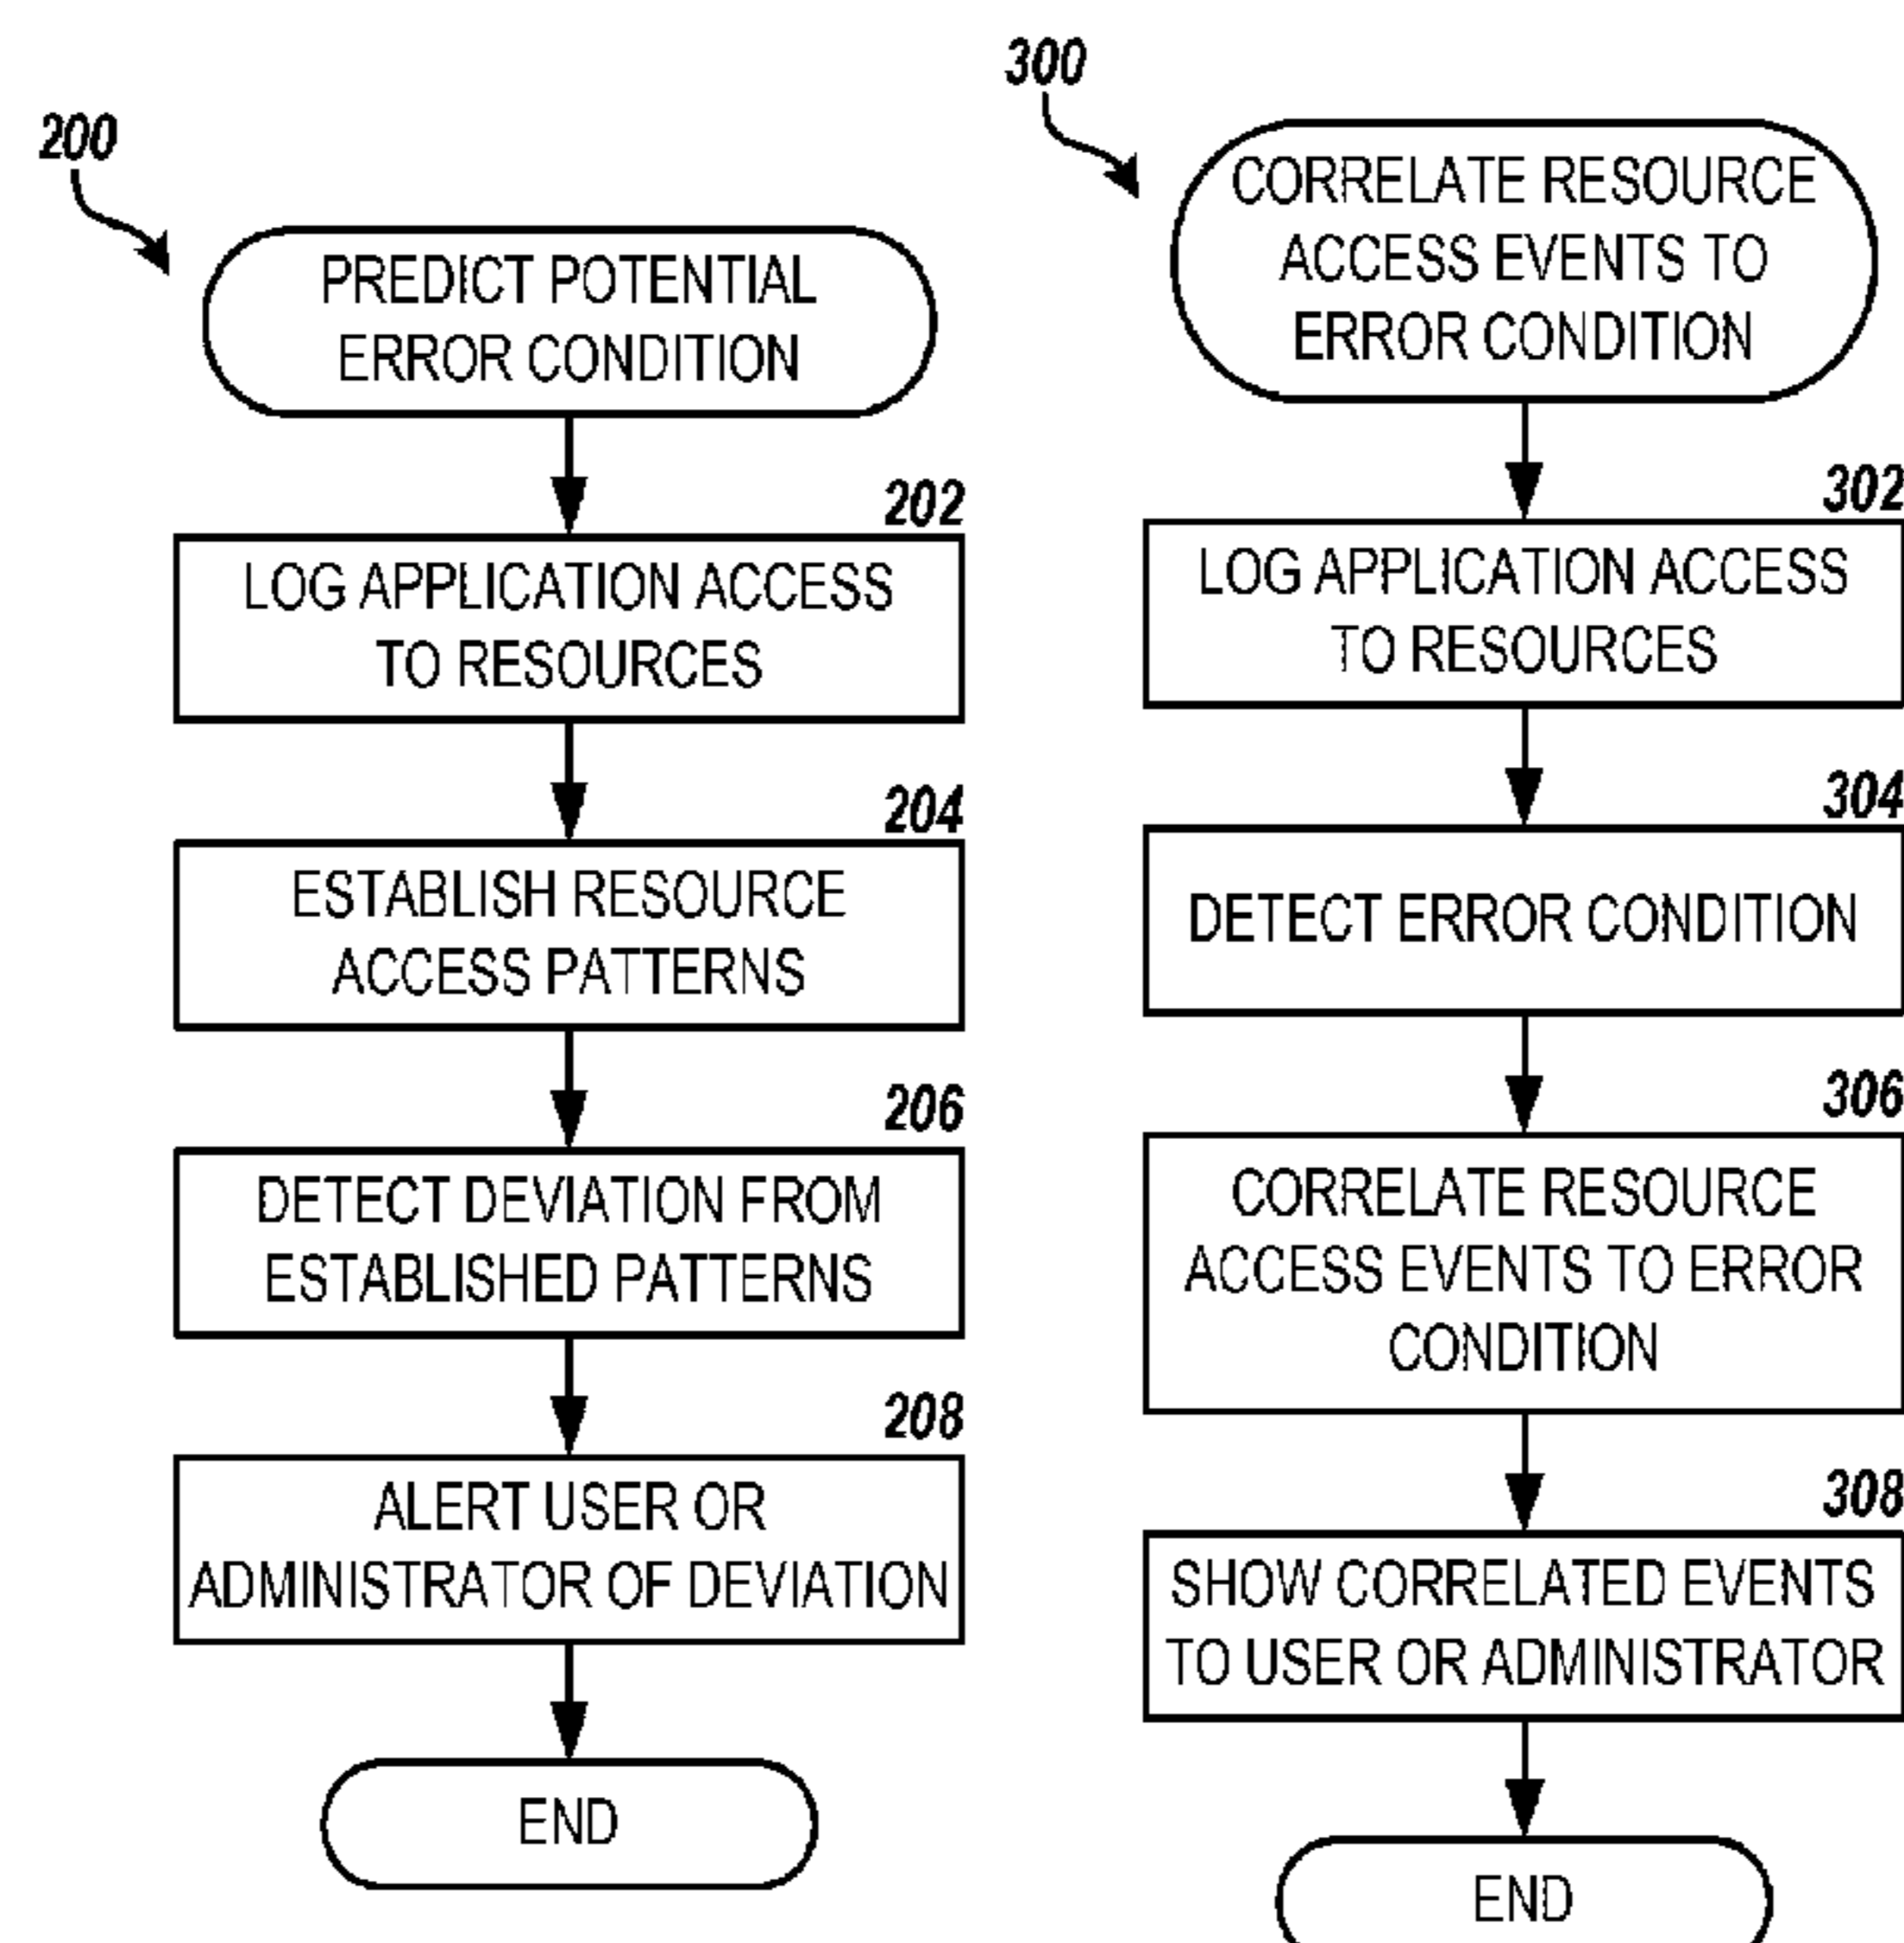 200
PREDICT POTENTIAL
ERROR CONDITION
202
LOG APPLICATION ACCESS
TO RESOURCES
204
ESTABLISH RESOURCE
ACCESS PATTERNS
206
DETECT DEVIATION FROM
ESTABLISHED PATTERNS
208
ALERT USER OR
ADMINISTRATOR OF DEVIATION
END
300
CORRELATE RESOURCE
ACCESS EVENTS TO
ERROR CONDITION
302
LOG APPLICATION ACCESS
TO RESOURCES
304
DETECT ERROR CONDITION
306
CORRELATE RESOURCE
ACCESS EVENTS TO ERROR
CONDITION
308
SHOW CORRELATED EVENTS
TO USER OR ADMINISTRATOR
END